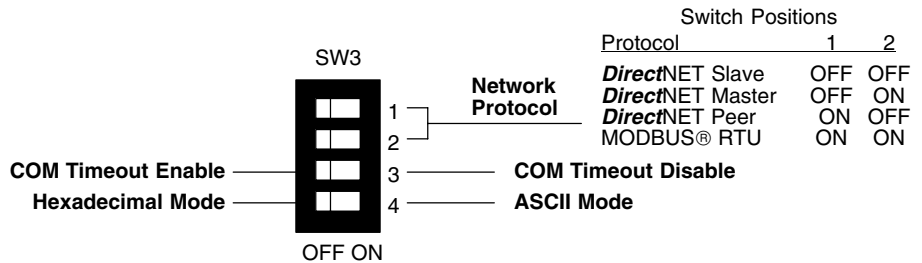 Switch Positions
Protocol 1 2
DirectNET Slave OFF OFF
DirectNET Master OFF ON
DirectNET Peer ON OFF
MODBUS® RTU ON ON
SW3
Network
Protocol
1
2
COM Timeout Enable 3 COM Timeout Disable
Hexadecimal Mode 4 ASCII Mode
OFF ON